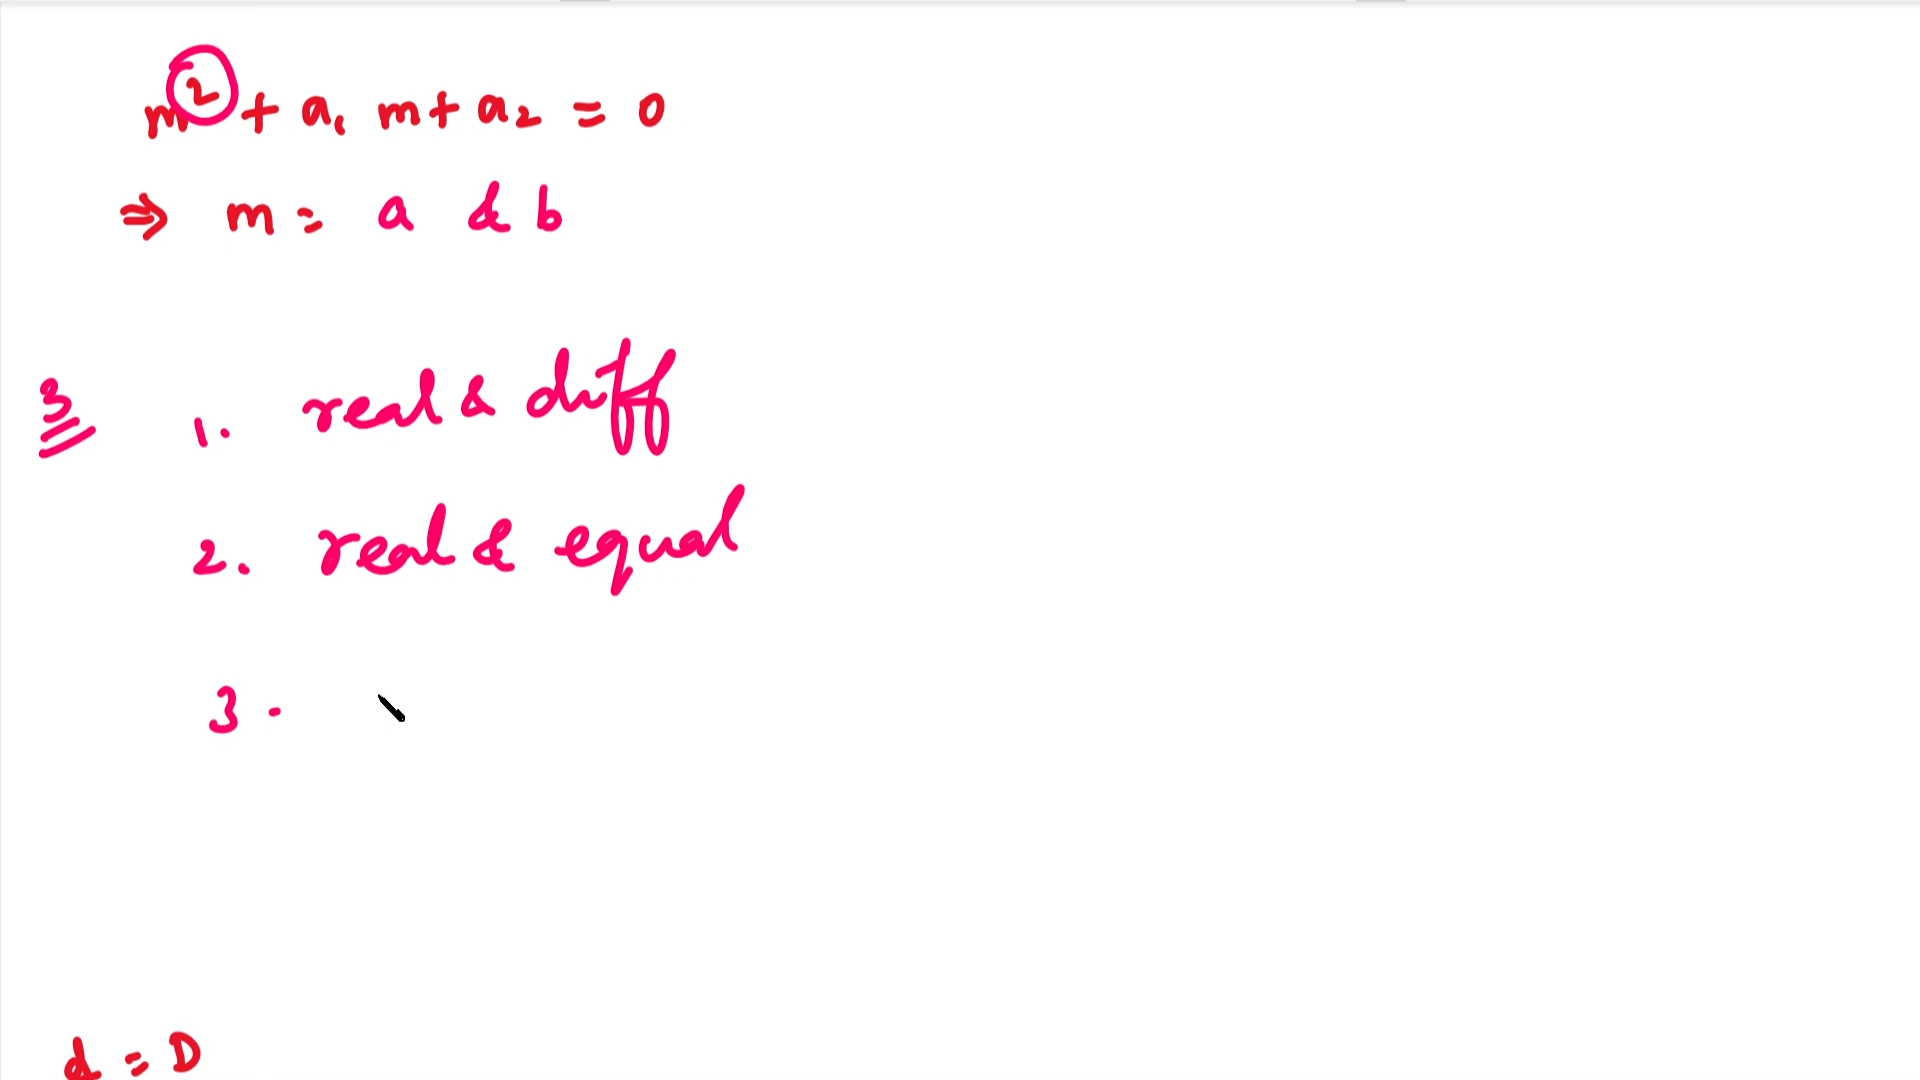 m² + a₁ m + a₂ = 0
⇒ m = a & b
3 1. real & diff
2. real & equal
3.
d = D